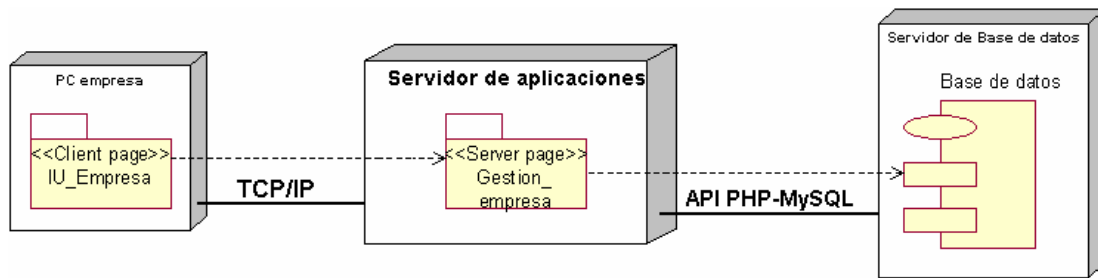 PC empresa
<<Client page>>
IU_Empresa
TCP/IP
Servidor de aplicaciones
<<Server page>>
Gestion_
empresa
API PHP-MySQL
Servidor de Base de datos
Base de datos